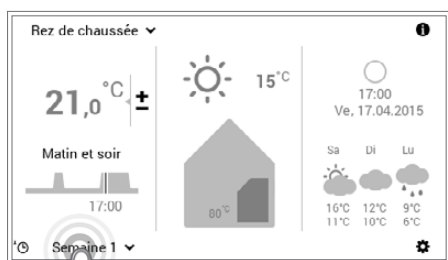 Rez de chaussée
21,0 °C ±
Matin et soir
17:00
Semaine 1
15°C
80°C
17:00
Ve, 17.04.2015
Sa Di Lu
16°C 12°C 9°C
11°C 10°C 6°C